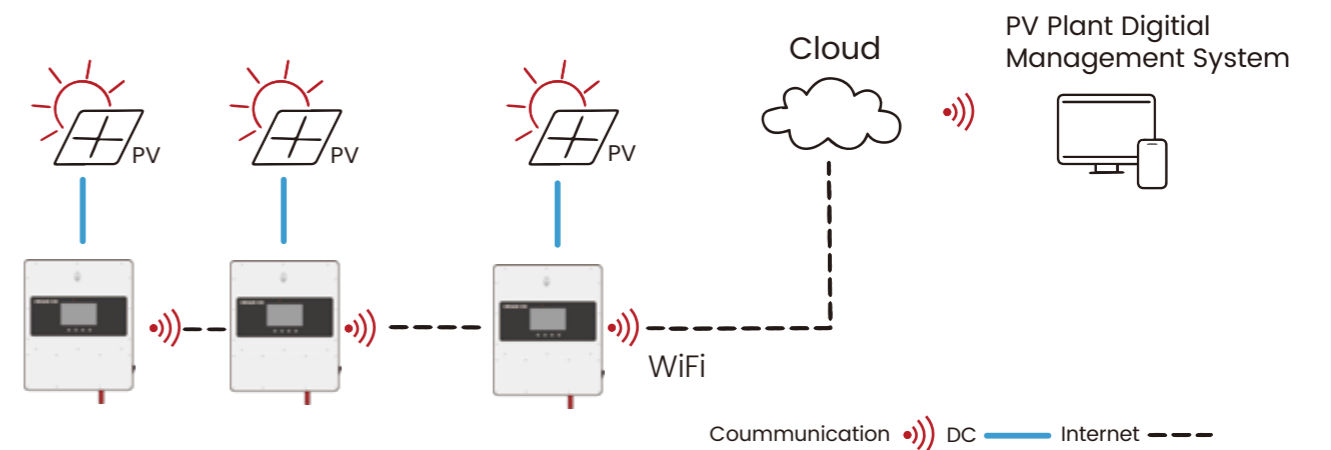 Cloud
PV Plant Digitial
Management System
PV
PV
PV
WiFi
Coummunication
DC
Internet